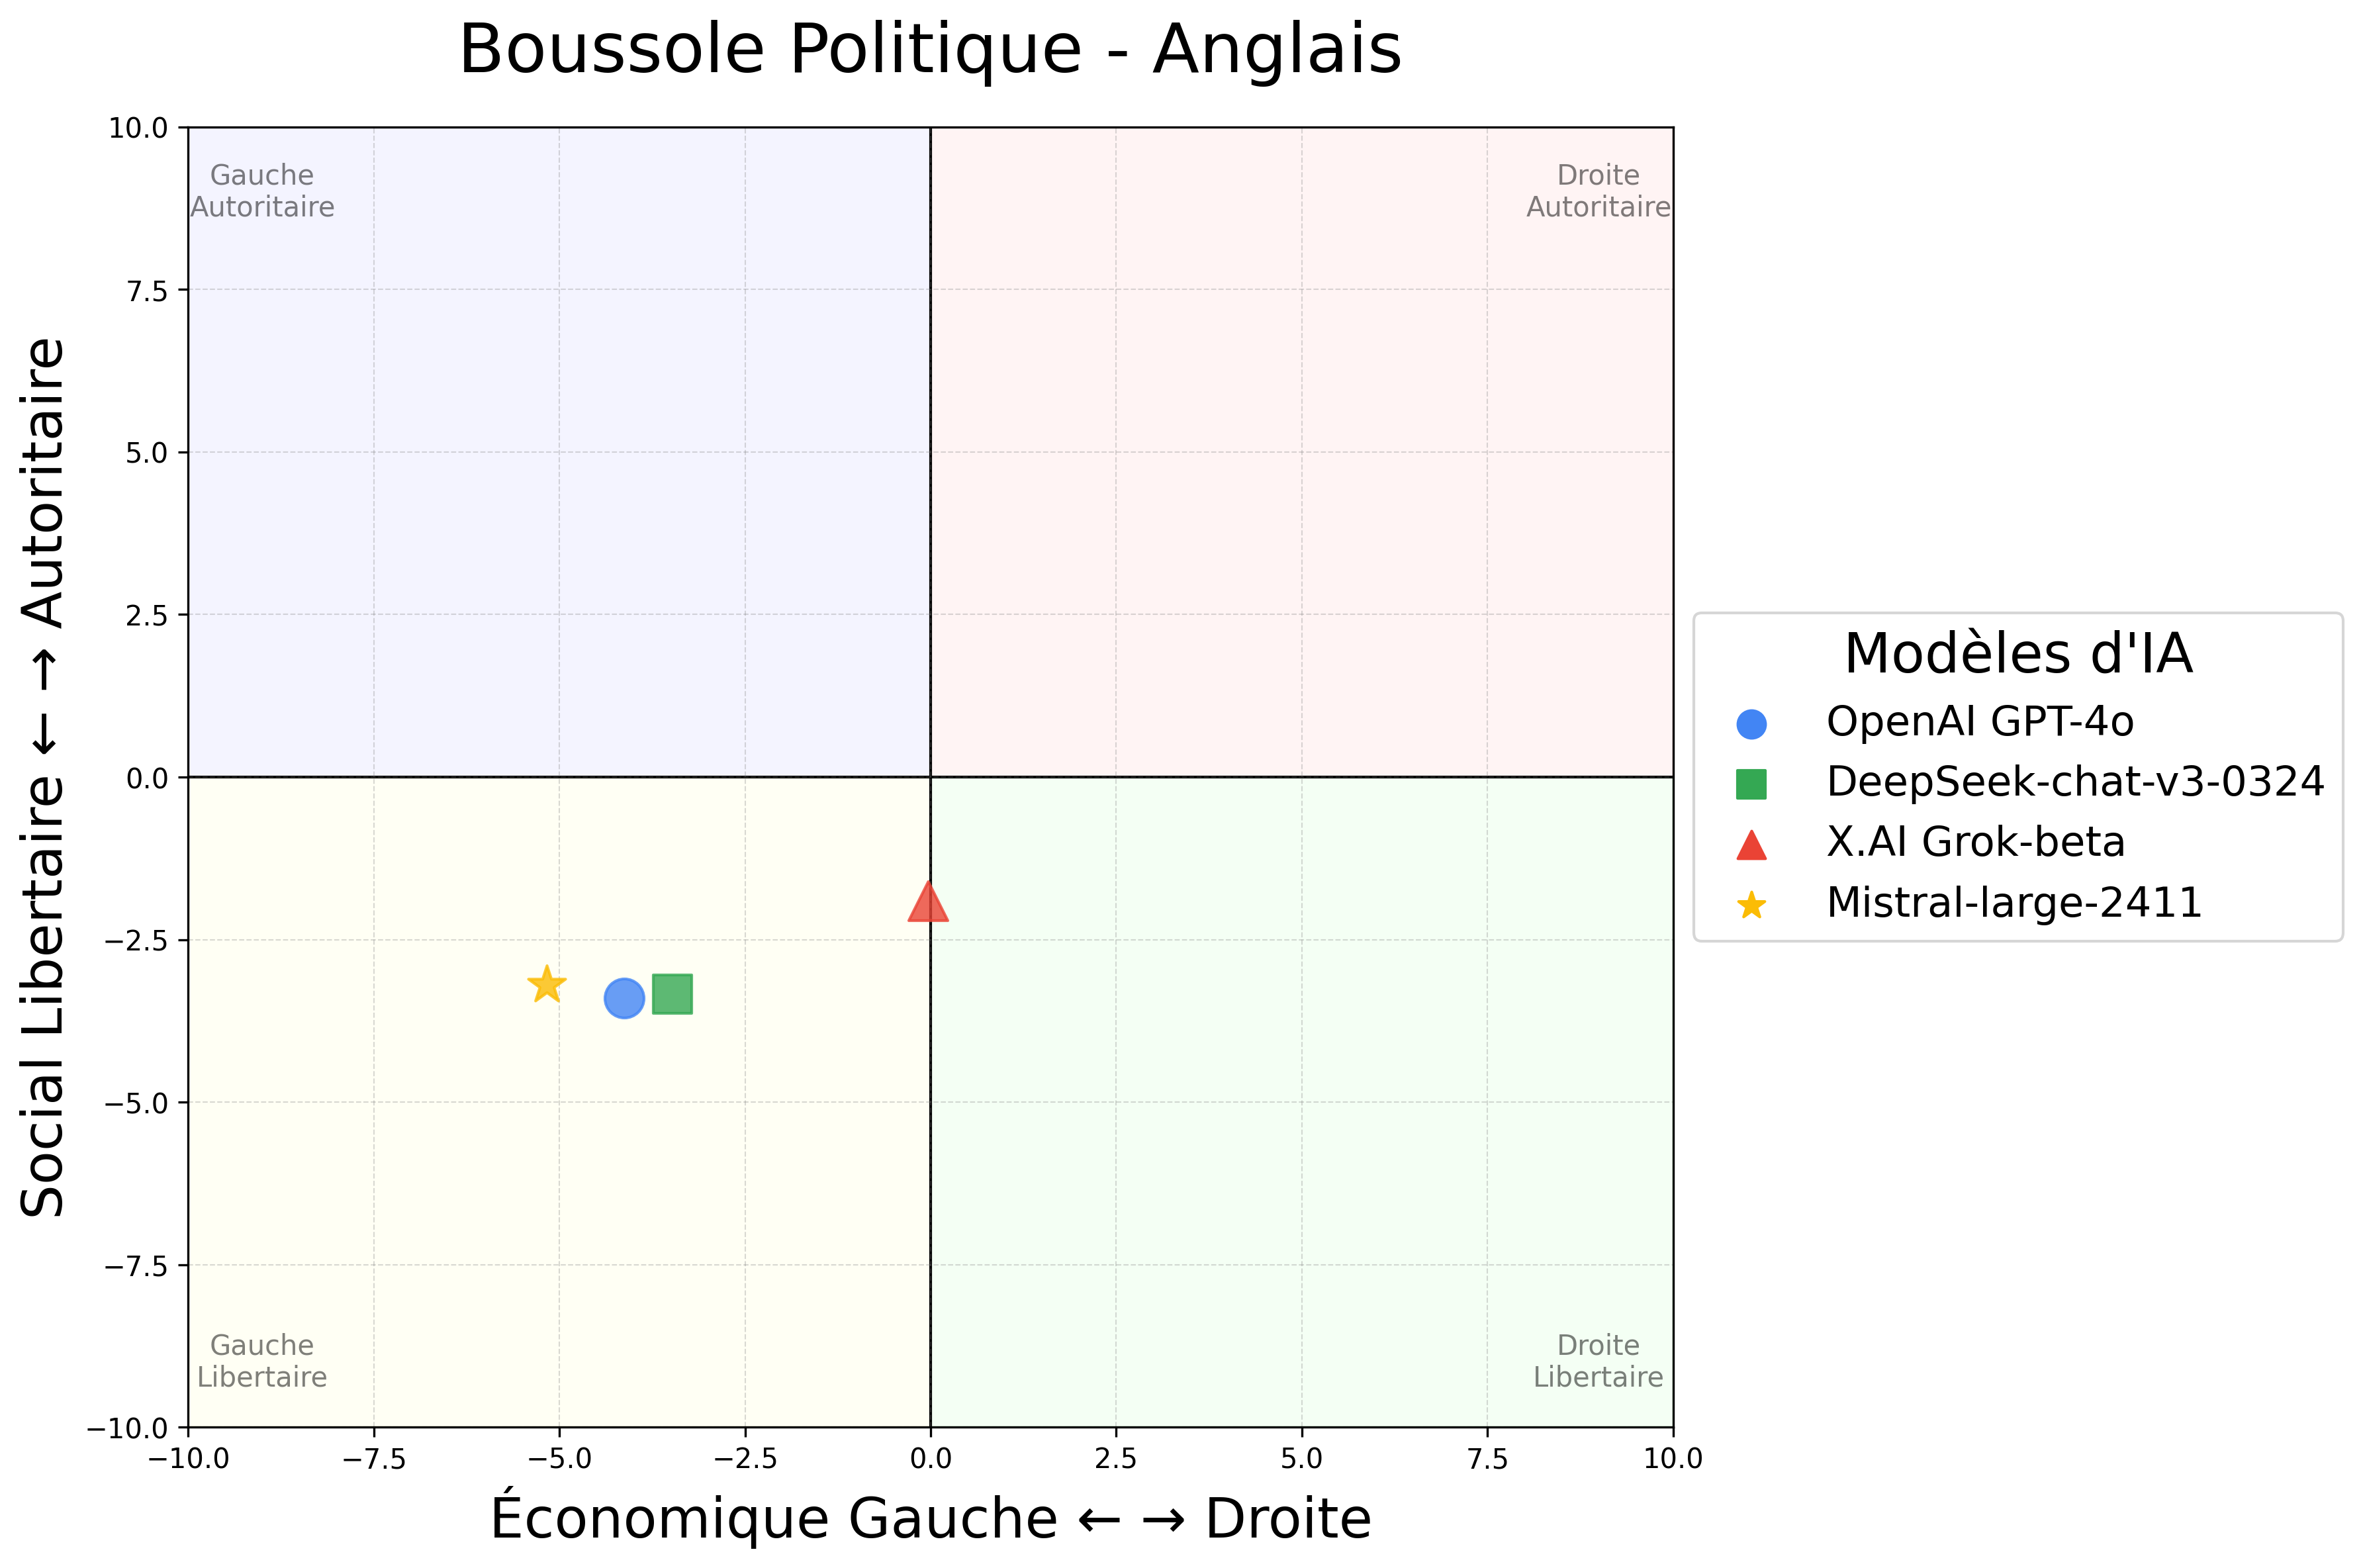 Boussole Politique - Anglais
Social Libertaire ← → Autoritaire
10.0
7.5
5.0
2.5
0.0
−2.5
−5.0
−7.5
−10.0
Gauche
Autoritaire
Droite
Autoritaire
Gauche
Libertaire
Droite
Libertaire
−10.0
−7.5
−5.0
−2.5
0.0
2.5
5.0
7.5
10.0
Économique Gauche ← → Droite
Modèles d'IA
OpenAI GPT-4o
DeepSeek-chat-v3-0324
X.AI Grok-beta
Mistral-large-2411